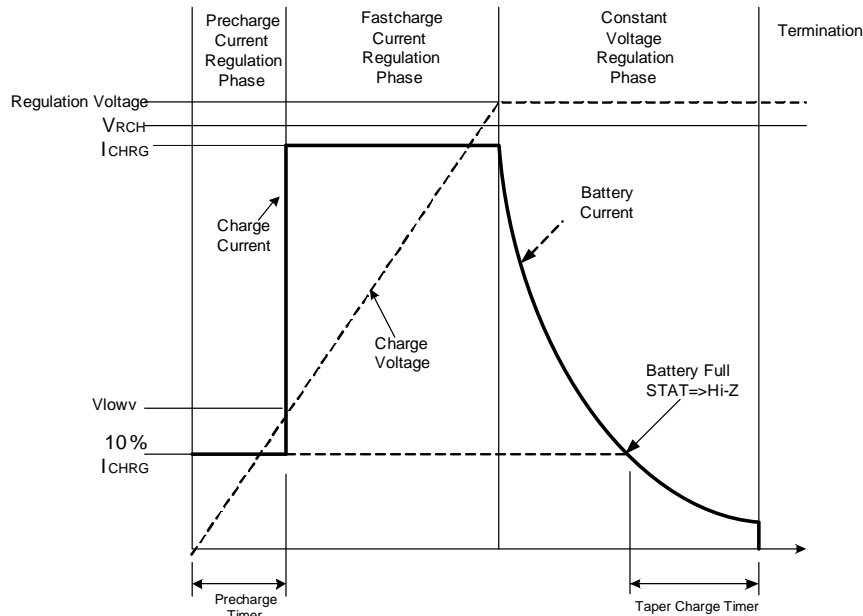 Precharge
Current
Regulation
Phase
Fastcharge
Current
Regulation
Phase
Constant
Voltage
Regulation
Phase
Termination
Regulation Voltage
VRCH
ICHRG
Charge
Current
Battery
Current
Charge
Voltage
Battery Full
STAT=>Hi-Z
Vlowv
10%
ICHRG
Precharge
Timer
Taper Charge Timer